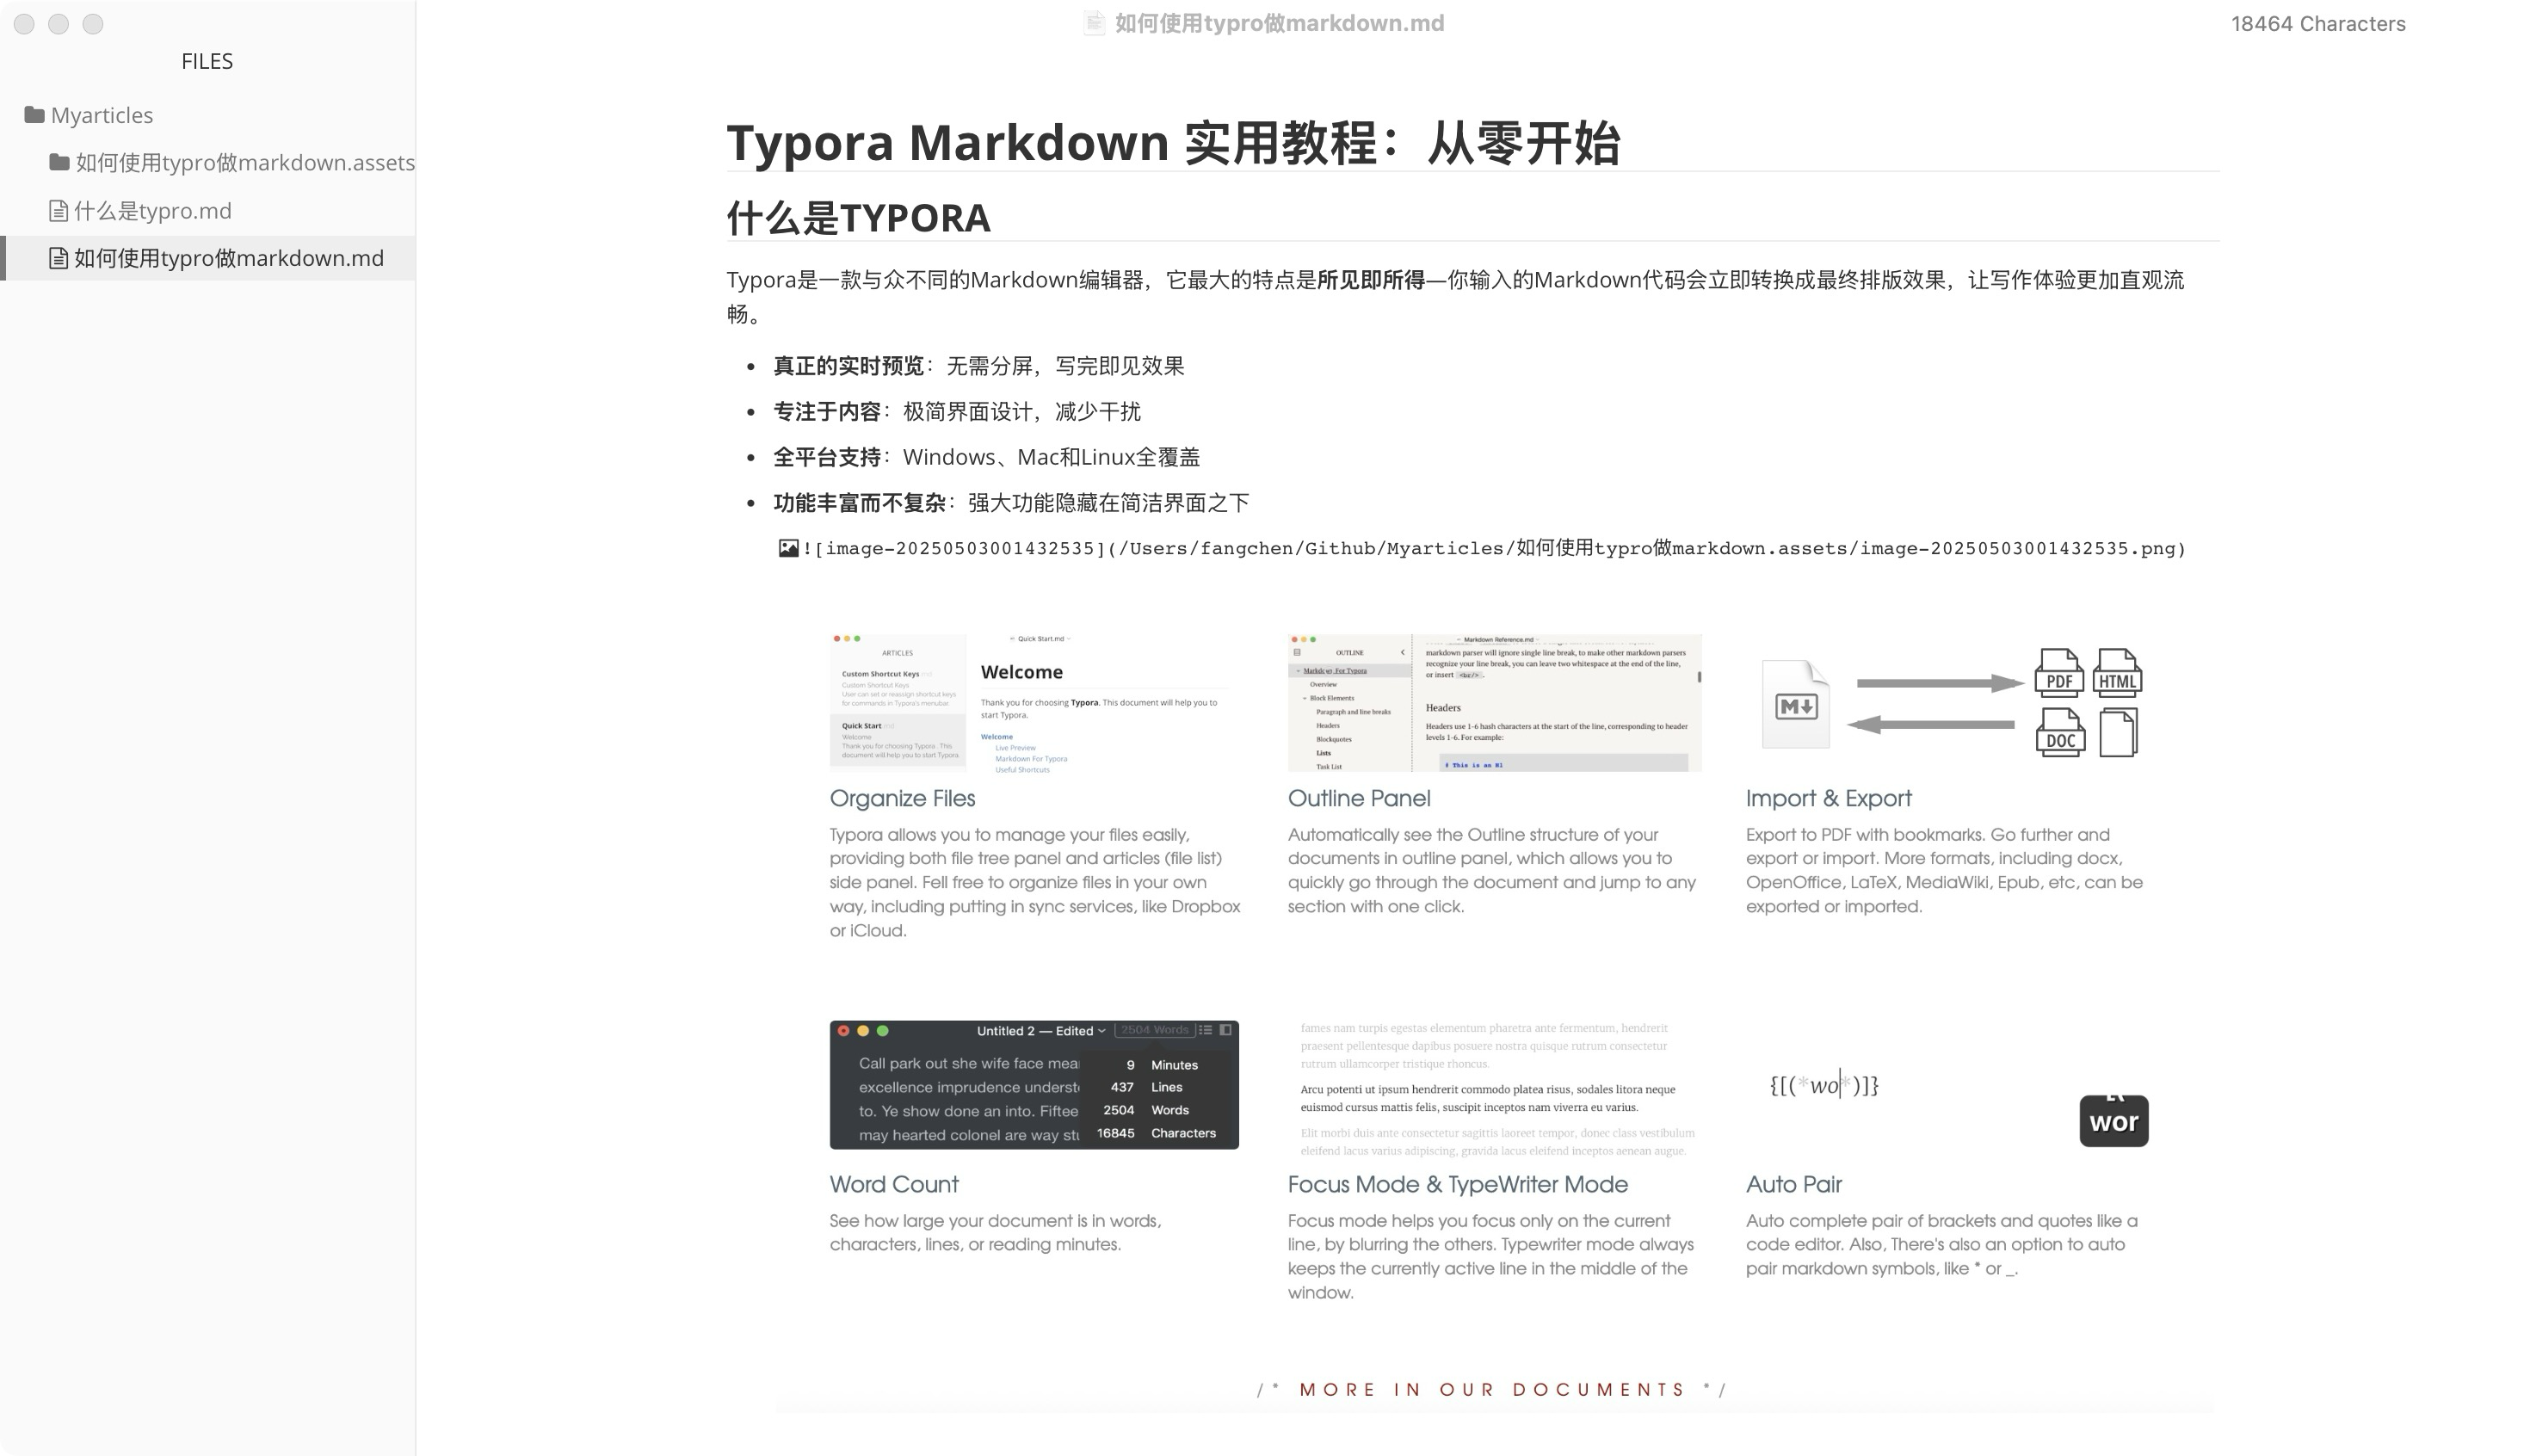 如何使用typro做markdown.md
18464 Characters
FILES
Myarticles
如何使用typro做markdown.assets
什么是typro.md
如何使用typro做markdown.md
Typora Markdown 实用教程：从零开始
什么是TYPORA
Typora是一款与众不同的Markdown编辑器，它最大的特点是所见即所得—你输入的Markdown代码会立即转换成最终排版效果，让写作体验更加直观流
畅。
• 真正的实时预览：无需分屏，写完即见效果
• 专注于内容：极简界面设计，减少干扰
• 全平台支持：Windows、Mac和Linux全覆盖
• 功能丰富而不复杂：强大功能隐藏在简洁界面之下
![image-20250503001432535](/Users/fangchen/Github/Myarticles/如何使用typro做markdown.assets/image-20250503001432535.png)
Quick Start.md
ARTICLES
Custom Shortcut Keys .md
Custom Shortcut Keys
User can set or reassign shortcut keys
for commands in Typora's menubar.
Quick Start .md
Welcome
Thank you for choosing Typora. This
document will help you to start Typora.
Welcome
Thank you for choosing Typora. This document will help you to
start Typora.
Welcome
Live Preview
Markdown For Typora
Useful Shortcuts
Markdown Reference.md
OUTLINE
Markdown For Typora
Overview
Block Elements
Paragraph and line breaks
Headers
Blockquotes
Lists
Task List
markdown parser will ignore single line break, to make other markdown parsers
recognize your line break, you can leave two whitespace at the end of the line,
or insert <br/>.
Headers
Headers use 1-6 hash characters at the start of the line, corresponding to header
levels 1-6. For example:
# This is an H1
M↓
PDF
HTML
DOC
Organize Files
Typora allows you to manage your files easily,
providing both file tree panel and articles (file list)
side panel. Fell free to organize files in your own
way, including putting in sync services, like Dropbox
or iCloud.
Outline Panel
Automatically see the Outline structure of your
documents in outline panel, which allows you to
quickly go through the document and jump to any
section with one click.
Import & Export
Export to PDF with bookmarks. Go further and
export or import. More formats, including docx,
OpenOffice, LaTeX, MediaWiki, Epub, etc, can be
exported or imported.
Untitled 2 — Edited
2504 Words
Call park out she wife face mea
excellence imprudence underst
to. Ye show done an into. Fiftee
may hearted colonel are way stu
9 Minutes
437 Lines
2504 Words
16845 Characters
fames nam turpis egestas elementum pharetra ante fermentum, hendrerit
praesent pellentesque dapibus posuere nostra quisque rutrum consectetur
rutrum ullamcorper tristique rhoncus.
Arcu potenti ut ipsum hendrerit commodo platea risus, sodales litora neque
euismod cursus mattis felis, suscipit inceptos nam viverra eu varius.
Elit morbi duis ante consectetur sagittis laoreet tempor, donec class vestibulum
eleifend lacus varius adipiscing, gravida lacus eleifend inceptos aenean augue.
{[(*wo*)]}
wor
Word Count
See how large your document is in words,
characters, lines, or reading minutes.
Focus Mode & TypeWriter Mode
Focus mode helps you focus only on the current
line, by blurring the others. Typewriter mode always
keeps the currently active line in the middle of the
window.
Auto Pair
Auto complete pair of brackets and quotes like a
code editor. Also, There's also an option to auto
pair markdown symbols, like * or _.
/* MORE IN OUR DOCUMENTS */